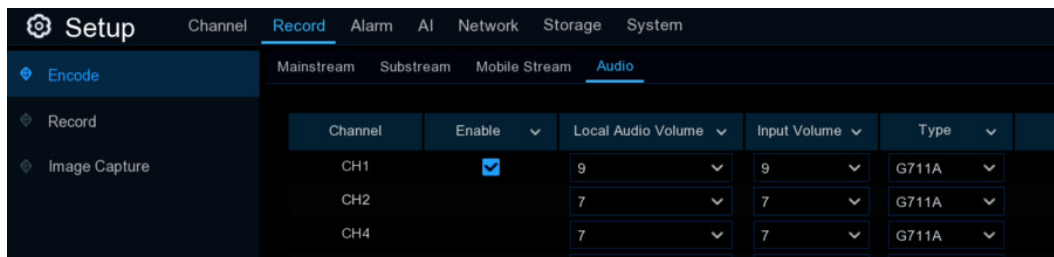 Setup Channel Record Alarm AI Network Storage System
Encode Mainstream Substream Mobile Stream Audio
Record
Channel Enable Local Audio Volume Input Volume Type
Image Capture
CH1 9 9 G711A
CH2 7 7 G711A
CH4 7 7 G711A